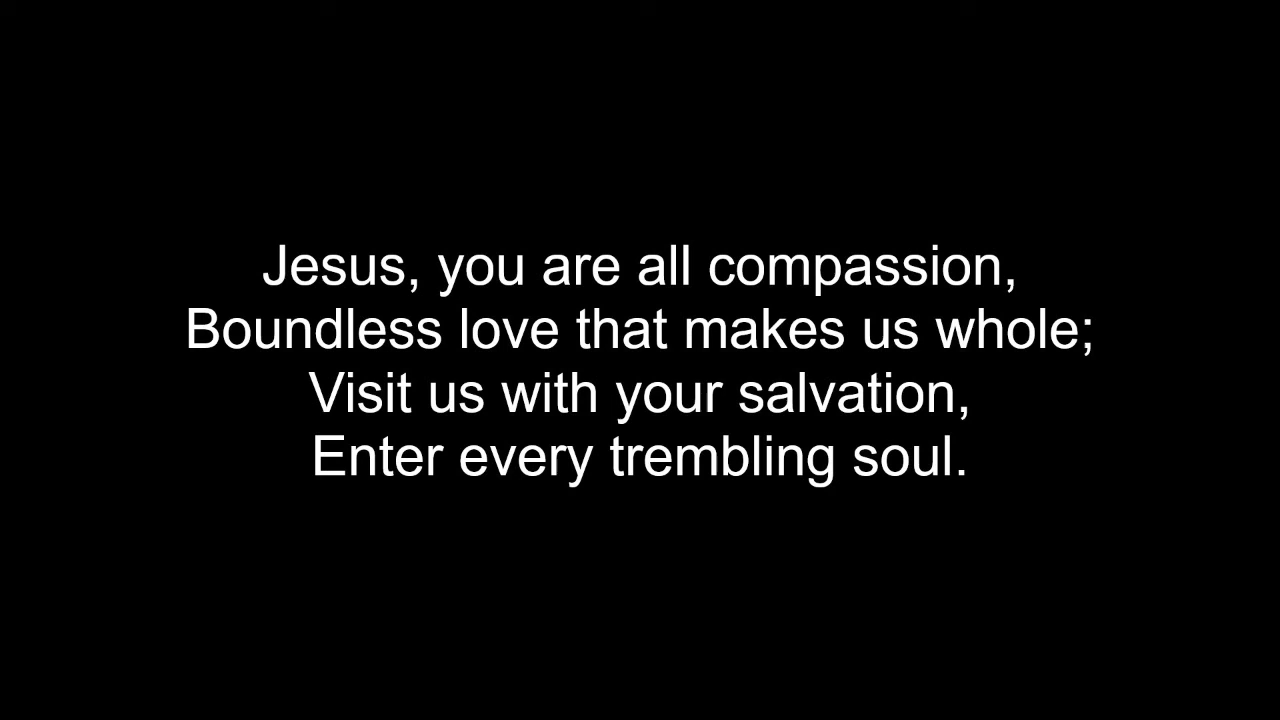 Jesus, you are all compassion,
Boundless love that makes us whole;
Visit us with your salvation,
Enter every trembling soul.